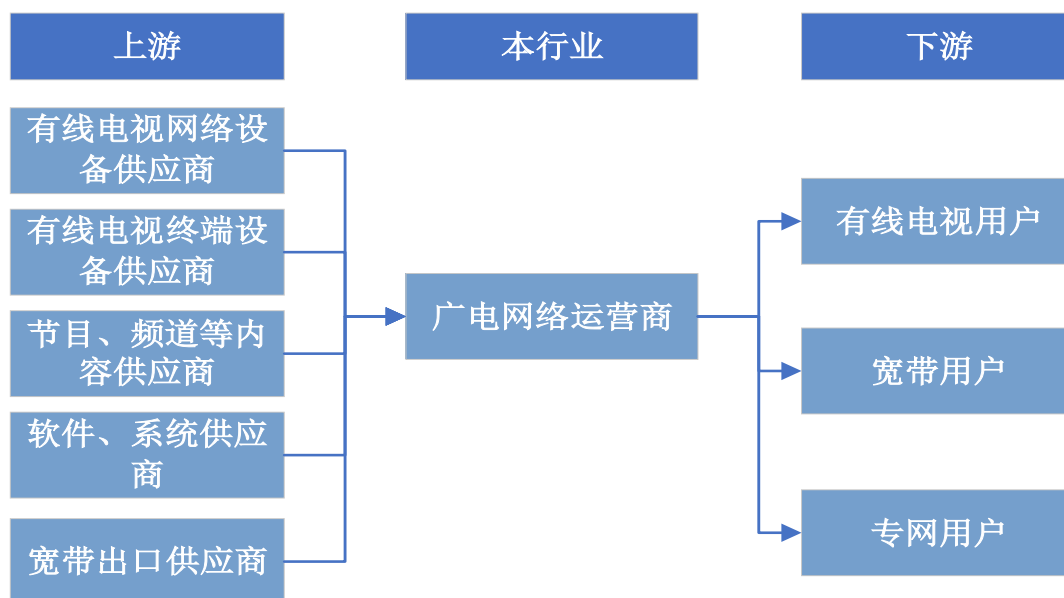 上游
本行业
下游
有线电视网络设
备供应商
有线电视终端设
备供应商
节目、频道等内
容供应商
软件、系统供应
商
宽带出口供应商
广电网络运营商
有线电视用户
宽带用户
专网用户